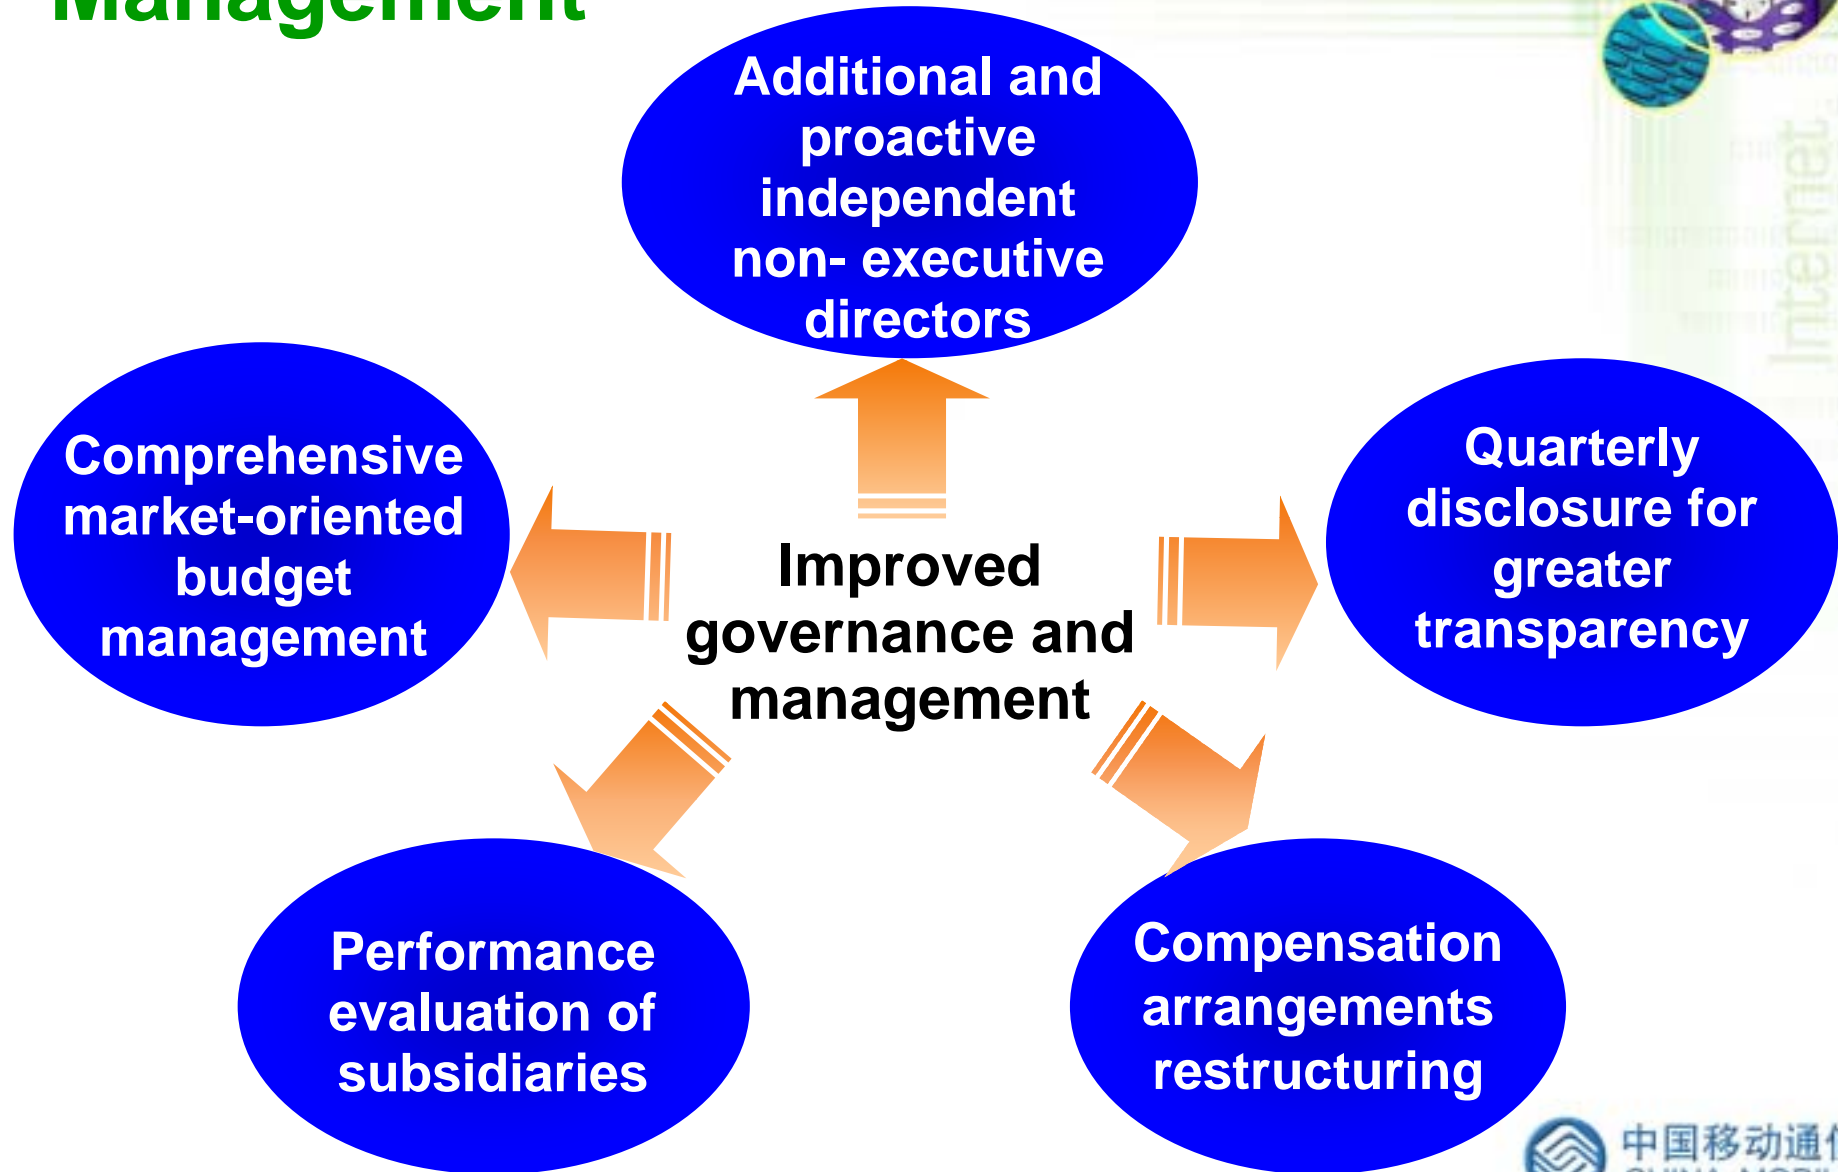 Management
Additional and
proactive
independent
non- executive
directors
Comprehensive
market-oriented
budget
management
Quarterly
disclosure for
greater
transparency
Improved
governance and
management
Performance
evaluation of
subsidiaries
Compensation
arrangements
restructuring
Internet
中国移动通信